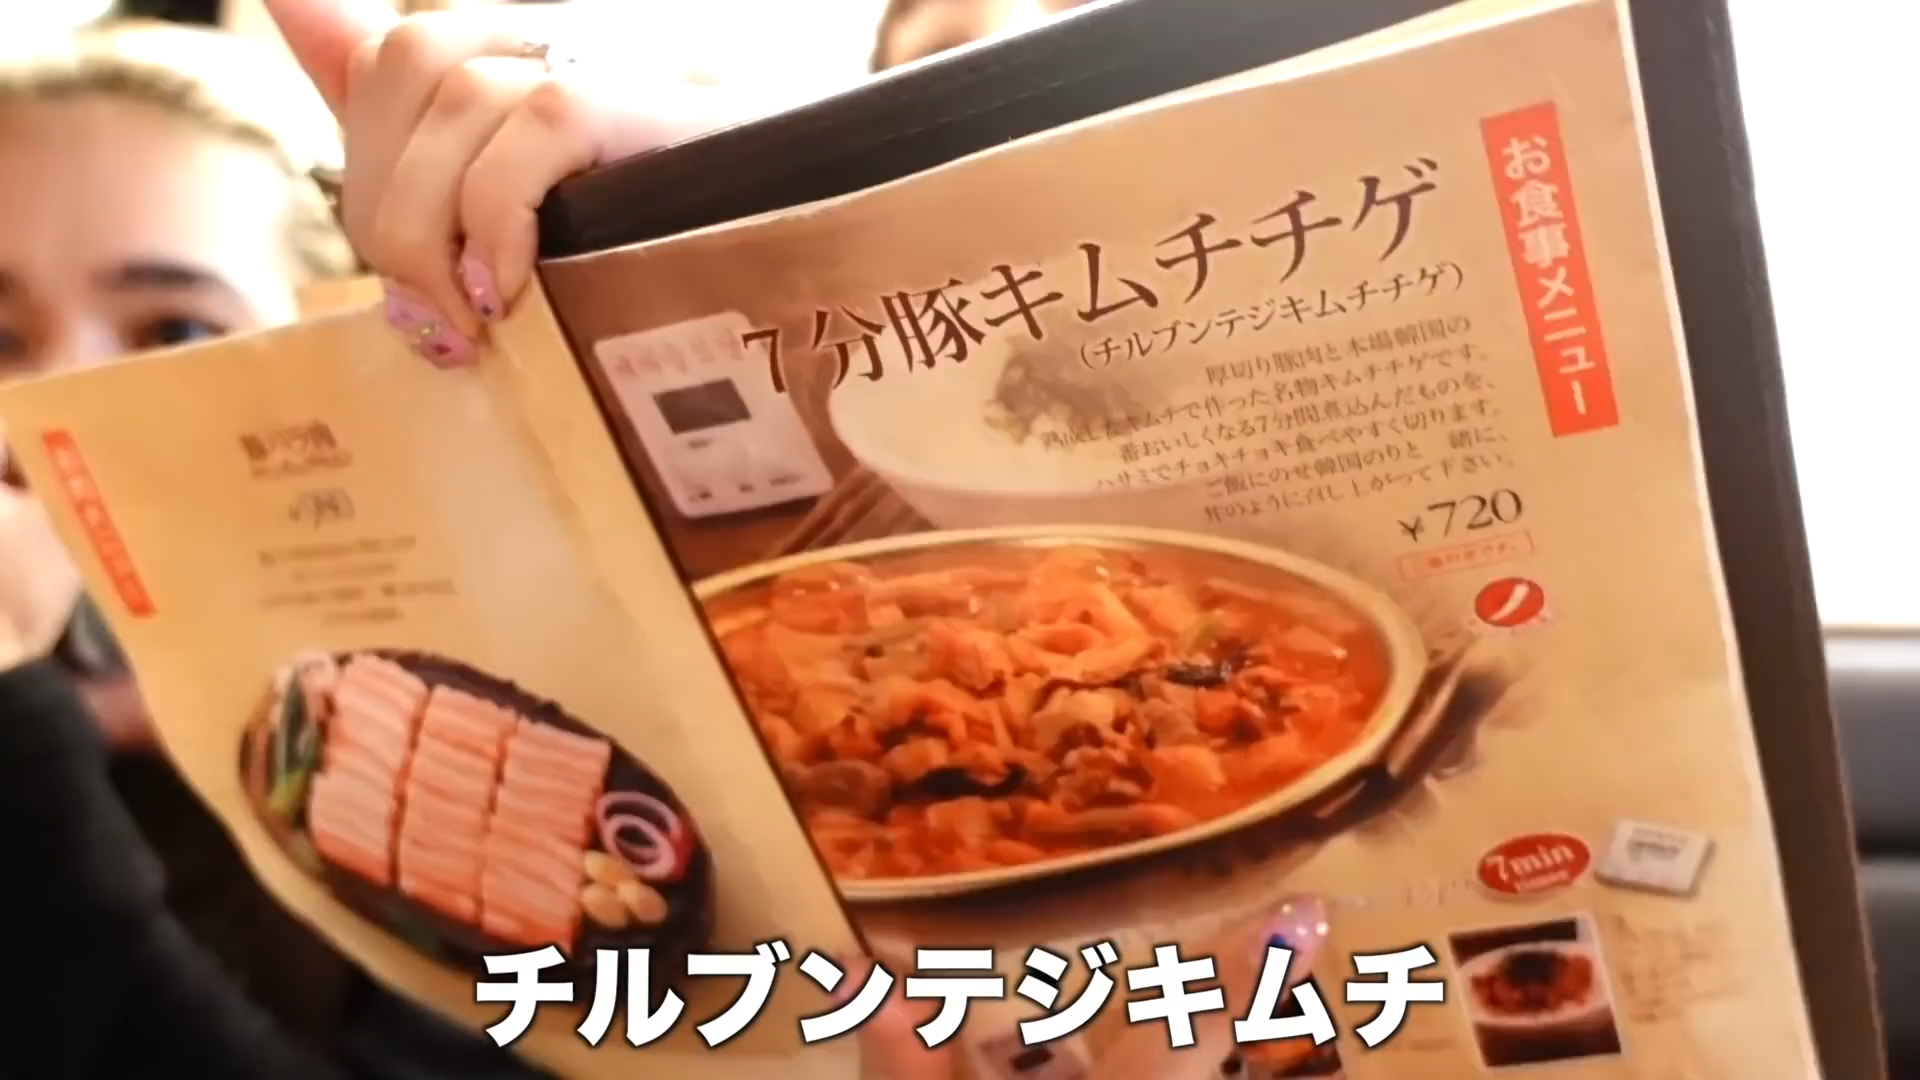 お食事メニュー
7分豚キムチチゲ
(チルブンテジキムチチゲ)
厚切り豚肉と本場韓国の
熟成したキムチで作った名物キムチチゲです。
一番おいしくなる7分間煮込んだものを、
ハサミでチョキチョキ食べやすく切ります。
ご飯にのせ韓国のりと一緒に、
丼のように召し上がって下さい。
¥720
7min
豚バラ肉
¥980
チルブンテジキムチ